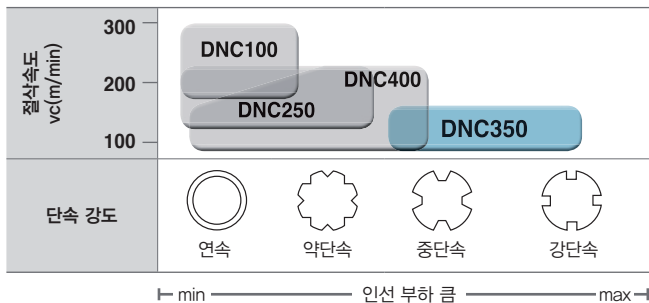 절삭속도
vc(m/min)
300
200
100
DNC100
DNC400
DNC250
DNC350
단속 강도
연속
약단속
중단속
강단속
min
인선 부하 큼
max